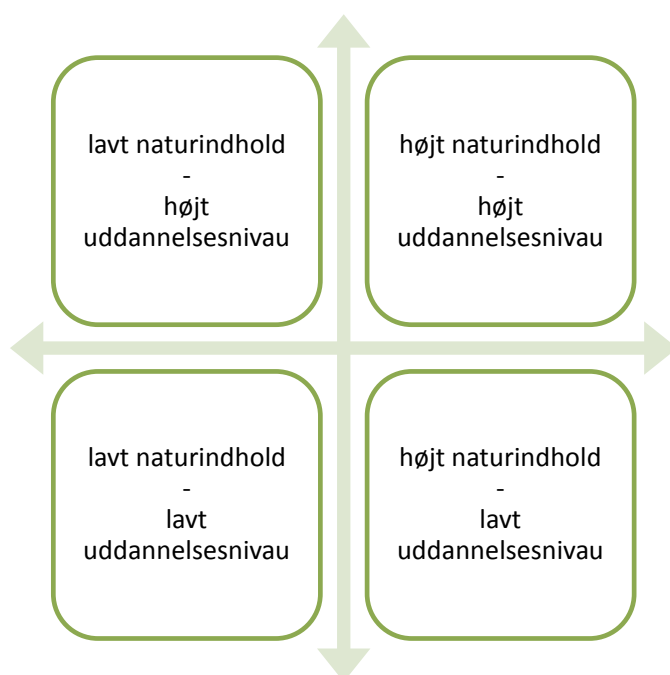 lavt naturindhold
-
højt
uddannelsesnivau
højt naturindhold
-
højt
uddannelsesnivau
lavt naturindhold
-
lavt
uddannelsesnivau
højt naturindhold
-
lavt
uddannelsesnivau